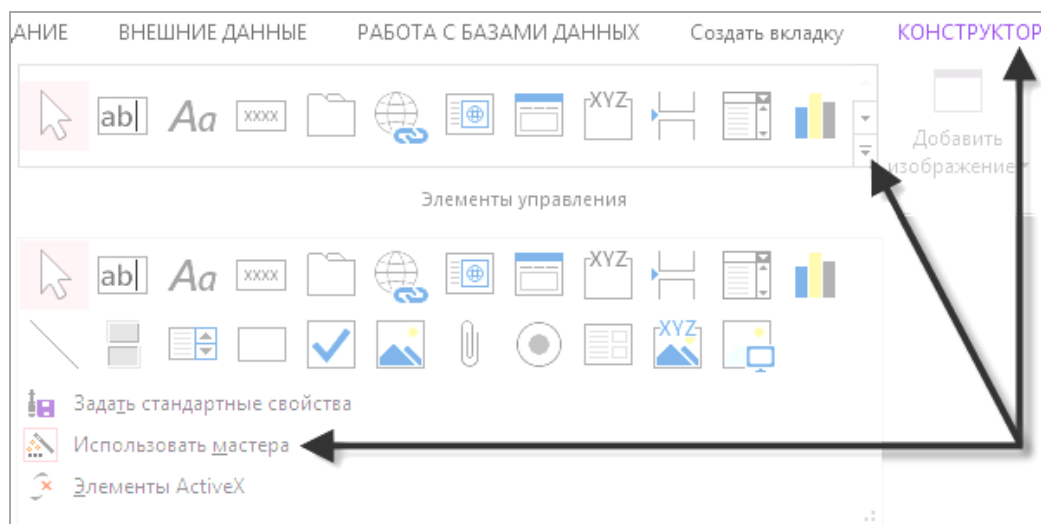 ДАНИЕ ВНЕШНИЕ ДАННЫЕ РАБОТА С БАЗАМИ ДАННЫХ Создать вкладку КОНСТРУКТОР
ab Aa XXXX XYZ
Добавить
изображение
Элементы управления
ab Aa XXXX XYZ
XYZ
Задать стандартные свойства
Использовать мастера
Элементы ActiveX